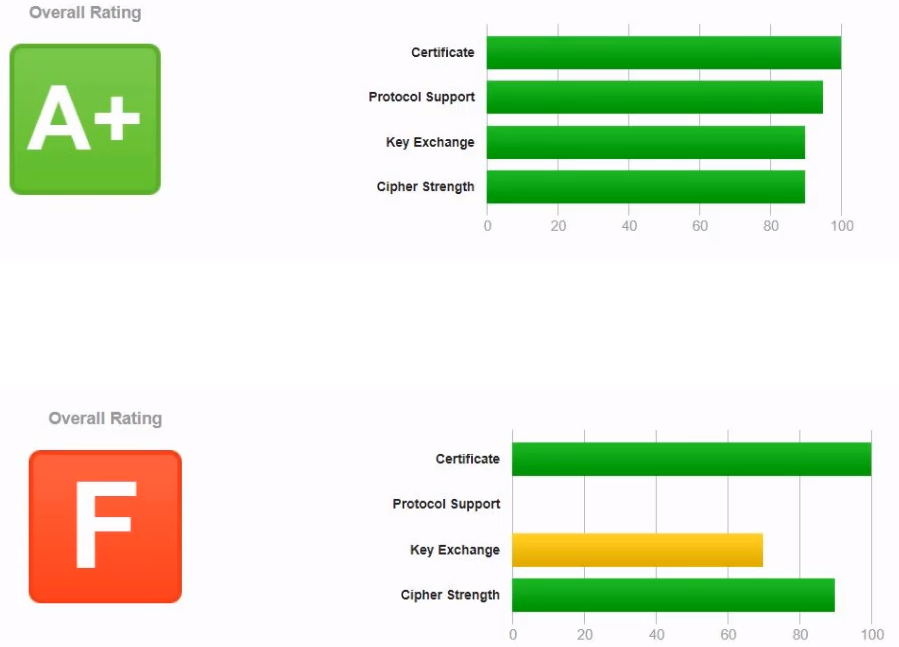 Overall Rating
A+
Certificate
Protocol Support
Key Exchange
Cipher Strength
0 20 40 60 80 100
Overall Rating
F
Certificate
Protocol Support
Key Exchange
Cipher Strength
0 20 40 60 80 100